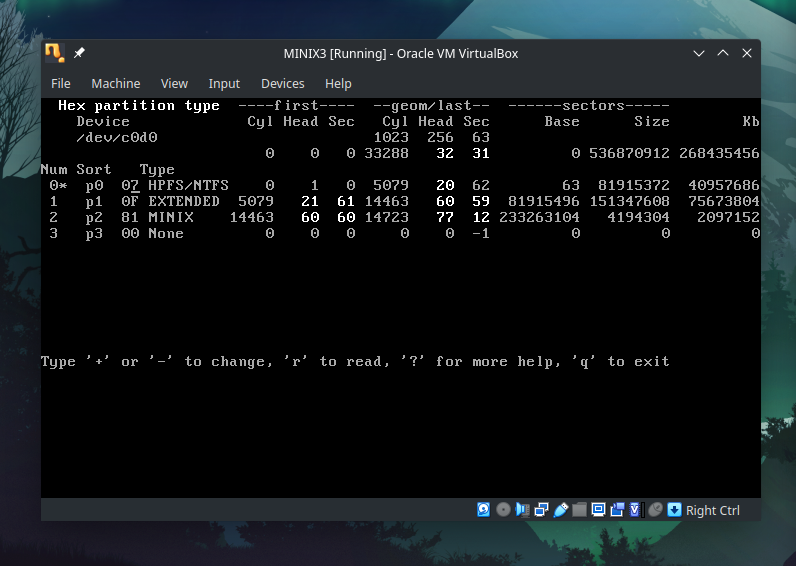 MINIX3 [Running] - Oracle VM VirtualBox
File Machine View Input Devices Help
Hex partition type ----first---- --geom/last-- ------sectors-----
Device Cyl Head Sec Cyl Head Sec Base Size Kb
/dev/c0d0 1023 256 63
0 0 0 33288 32 31 0 536870912 268435456
Num Sort Type
0* p0 07 HPFS/NTFS 0 1 0 5079 20 62 63 81915372 40957686
1 p1 0F EXTENDED 5079 21 61 14463 60 59 81915496 151347608 75673804
2 p2 81 MINIX 14463 60 60 14723 77 12 233263104 4194304 2097152
3 p3 00 None 0 0 0 0 0 -1 0 0 0
Type '+' or '-' to change, 'r' to read, '?' for more help, 'q' to exit
Right Ctrl